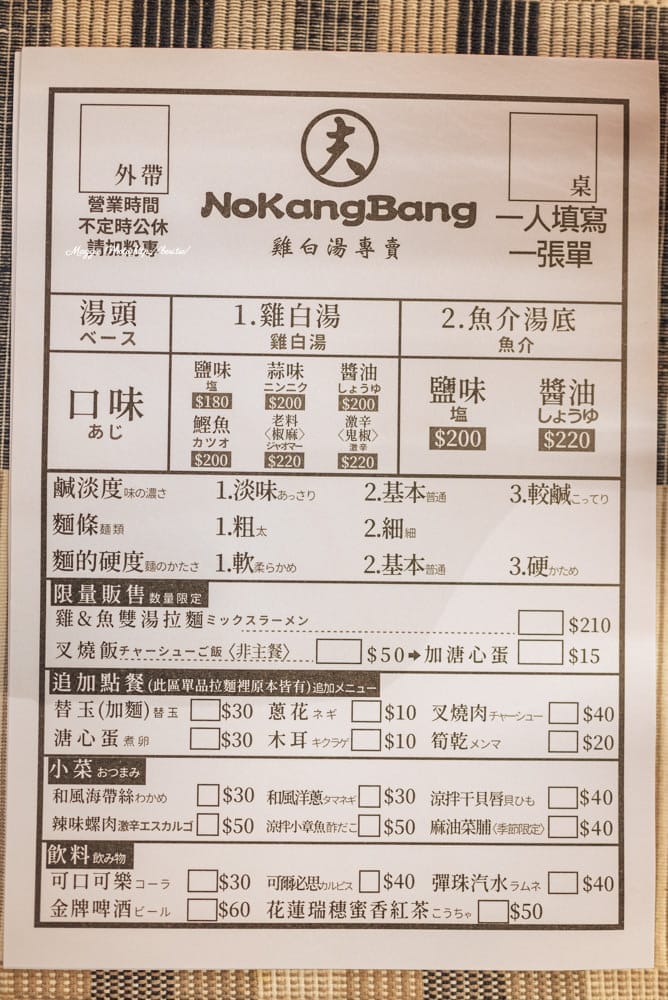 外帶
營業時間
不定時公休
請加粉專
夫
NoKangBang
雞白湯專賣
桌
一人填寫
一張單
湯頭 ベース
1.雞白湯 雞白湯
2.魚介湯底 魚介
口味 あじ
鹽味 塩 $180
蒜味 ニンニク $200
醬油 しょうゆ $200
鰹魚 カツオ $200
老料〈椒麻〉 ジャオマー $220
激辛〈鬼椒〉 激辛 $220
鹽味 塩 $200
醬油 しょうゆ $220
鹹淡度 味の濃さ 1.淡味 あっさり 2.基本 普通 3.較鹹 こってり
麵條 麺類 1.粗 太 2.細 細
麵的硬度 麺のかたさ 1.軟 柔らかめ 2.基本 普通 3.硬 かため
限量販售 数量限定
雞&魚雙湯拉麵 ミックスラーメン $210
叉燒飯 チャーシューご飯〈非主餐〉 $50➡加溏心蛋 $15
追加點餐(此區單品拉麵裡原本皆有) 追加メニュー
替玉(加麵) 替玉 $30 蔥花 ネギ $10 叉燒肉 チャーシュー $40
溏心蛋 煮卵 $30 木耳 キクラゲ $10 筍乾 メンマ $20
小菜 おつまみ
和風海帶絲 わかめ $30 和風洋蔥 タマネギ $30 涼拌干貝唇 貝ひも $40
辣味螺肉 激辛エスカルゴ $50 涼拌小章魚 酢だこ $50 麻油菜脯〈季節限定〉 $40
飲料 飲み物
可口可樂 コーラ $30 可爾必思 カルピス $40 彈珠汽水 ラムネ $40
金牌啤酒 ビール $60 花蓮瑞穗蜜香紅茶 こうちゃ $50